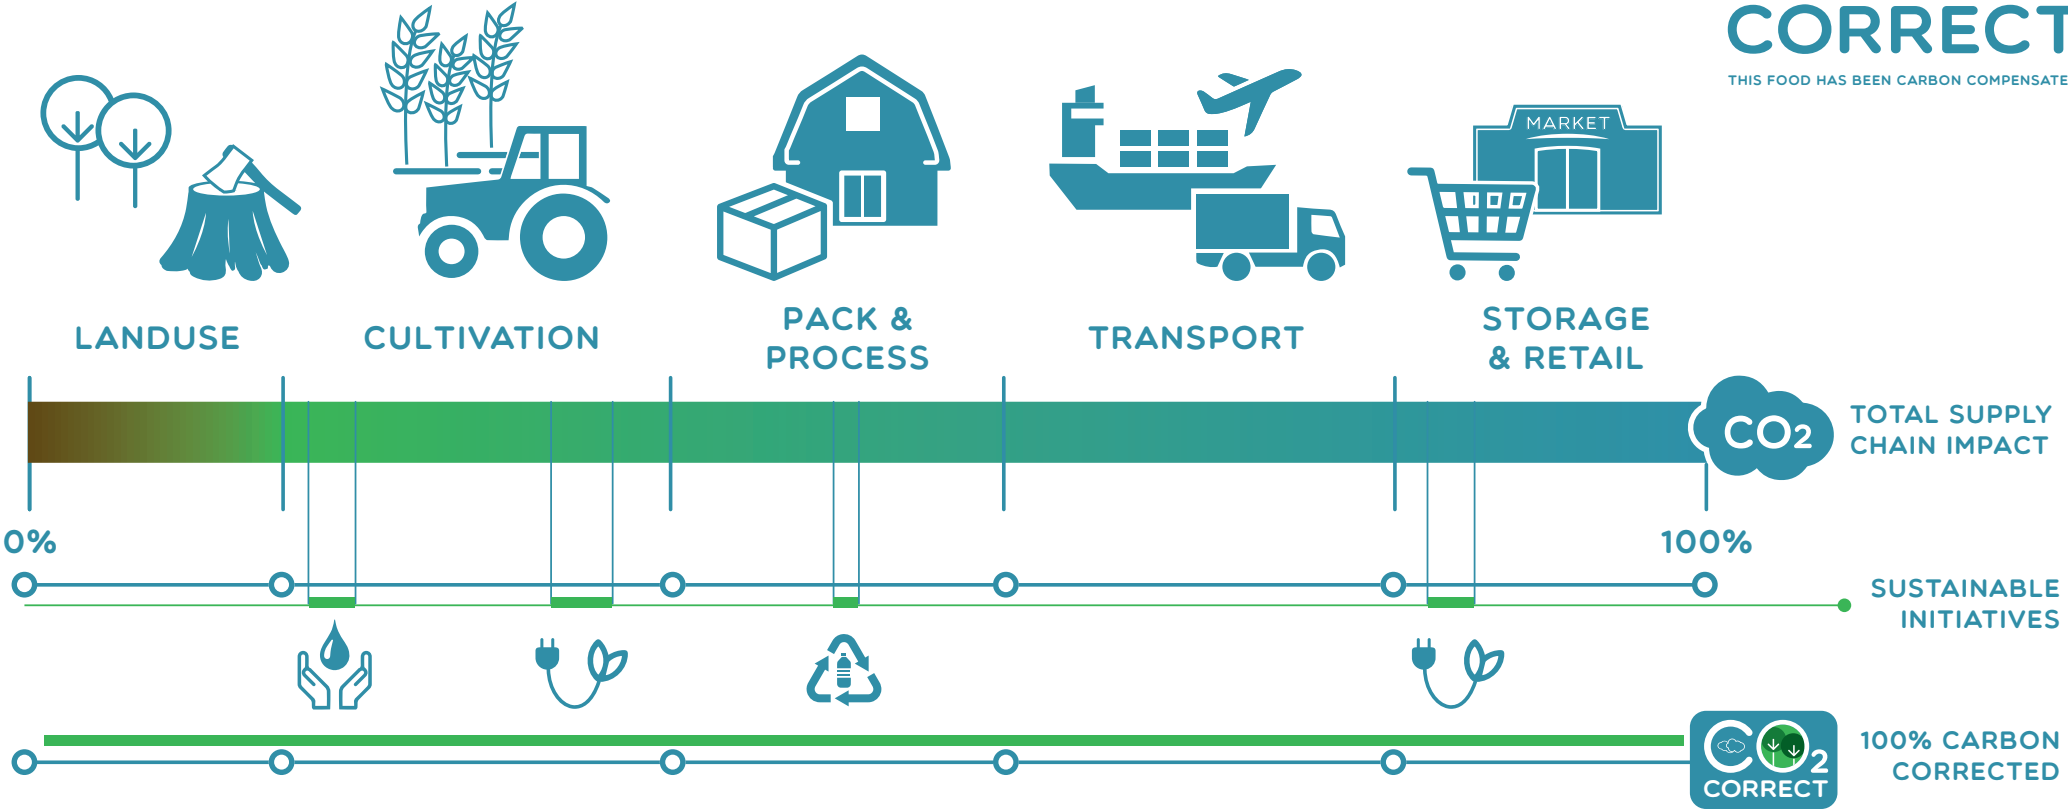 CORRECT
THIS FOOD HAS BEEN CARBON COMPENSATE
MARKET
LANDUSE
CULTIVATION
PACK &
PROCESS
TRANSPORT
STORAGE
& RETAIL
CO2
TOTAL SUPPLY
CHAIN IMPACT
0%
100%
SUSTAINABLE
INITIATIVES
CO2
CORRECT
100% CARBON
CORRECTED